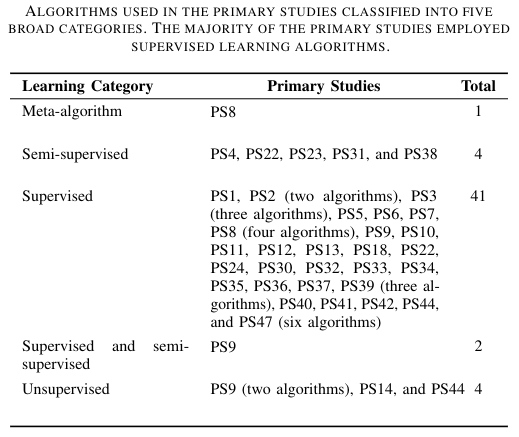 ALGORITHMS USED IN THE PRIMARY STUDIES CLASSIFIED INTO FIVE
BROAD CATEGORIES. THE MAJORITY OF THE PRIMARY STUDIES EMPLOYED
SUPERVISED LEARNING ALGORITHMS.
Learning Category Primary Studies Total
Meta-algorithm PS8 1
Semi-supervised PS4, PS22, PS23, PS31, and PS38 4
Supervised PS1, PS2 (two algorithms), PS3 41
(three algorithms), PS5, PS6, PS7,
PS8 (four algorithms), PS9, PS10,
PS11, PS12, PS13, PS18, PS22,
PS24, PS30, PS32, PS33, PS34,
PS35, PS36, PS37, PS39 (three al-
gorithms), PS40, PS41, PS42, PS44,
and PS47 (six algorithms)
Supervised and semi- PS9 2
supervised
Unsupervised PS9 (two algorithms), PS14, and PS44 4